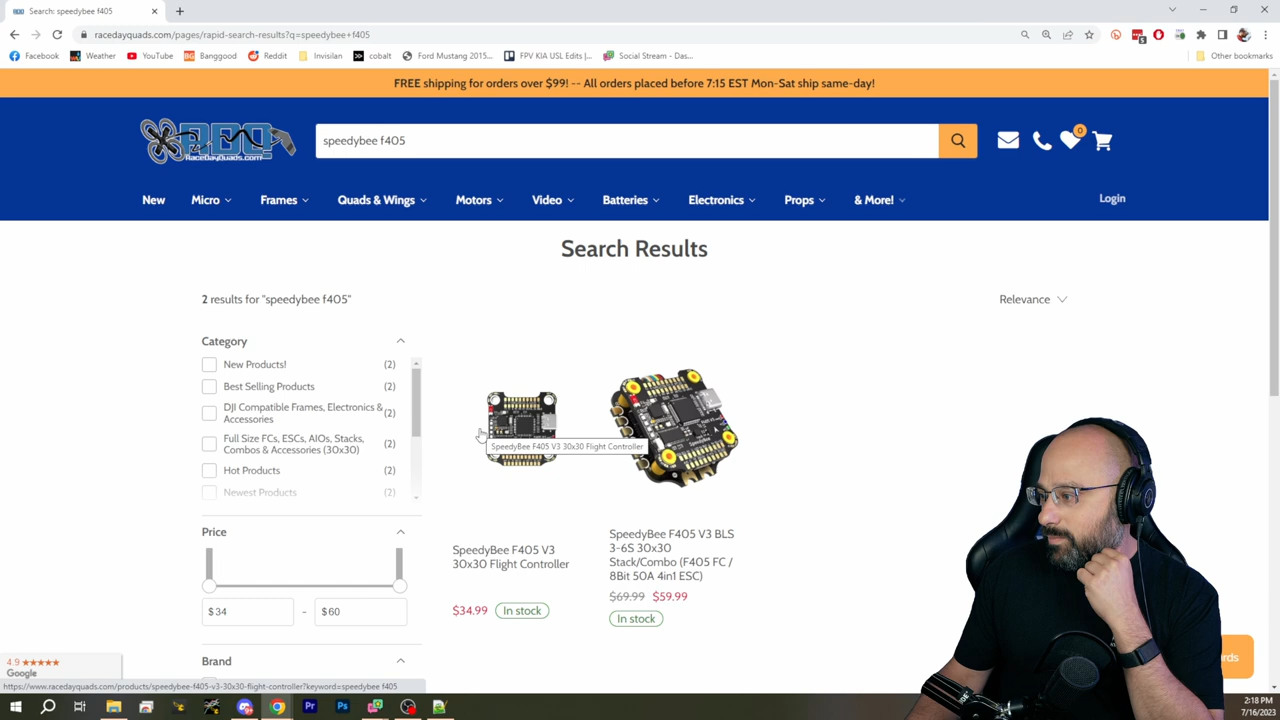 Search: speedybee f405
racedayquads.com/pages/rapid-search-results?q=speedybee+f405
Facebook
Weather
YouTube
Banggood
Reddit
Invisilan
cobalt
Ford Mustang 2015...
FPV KIA USL Edits |...
Social Stream - Das...
Other bookmarks
FREE shipping for orders over $99! -- All orders placed before 7:15 EST Mon-Sat ship same-day!
RDQ!
RaceDayQuads.com
speedybee f405
0
New
Micro
Frames
Quads & Wings
Motors
Video
Batteries
Electronics
Props
& More!
Login
Search Results
2 results for "speedybee f405"
Relevance
Category
New Products! (2)
Best Selling Products (2)
DJI Compatible Frames, Electronics & (2)
Accessories
Full Size FCs, ESCs, AIOs, Stacks, (2)
Combos & Accessories (30x30)
Hot Products (2)
Newest Products (2)
Price
$ 34 - $ 60
Brand
SpeedyBee F405 V3 30x30 Flight Controller
SpeedyBee F405 V3
30x30 Flight Controller
$34.99 In stock
SpeedyBee F405 V3 BLS
3-6S 30x30
Stack/Combo (F405 FC /
8Bit 50A 4in1 ESC)
$69.99 $59.99
In stock
4.9 ★★★★★
Google
https://www.racedayquads.com/products/speedybee-f405-v3-30x30-flight-controller?keyword=speedybee f405
2:18 PM
7/16/2023